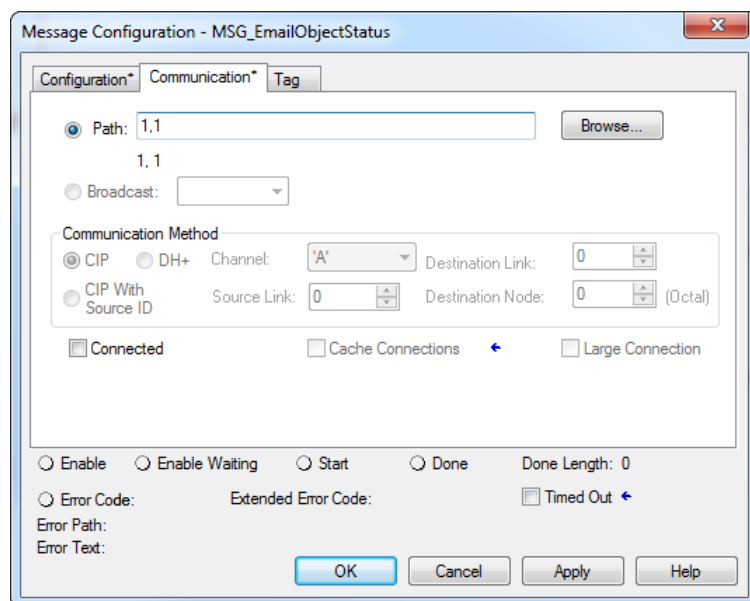 Message Configuration - MSG_EmailObjectStatus
Configuration* Communication* Tag
Path: 1,1 Browse...
1, 1
Broadcast:
Communication Method
CIP DH+ Channel: 'A' Destination Link: 0
CIP With Source ID Source Link: 0 Destination Node: 0 (Octal)
Connected Cache Connections Large Connection
Enable Enable Waiting Start Done Done Length: 0
Error Code: Extended Error Code: Timed Out
Error Path:
Error Text:
OK Cancel Apply Help